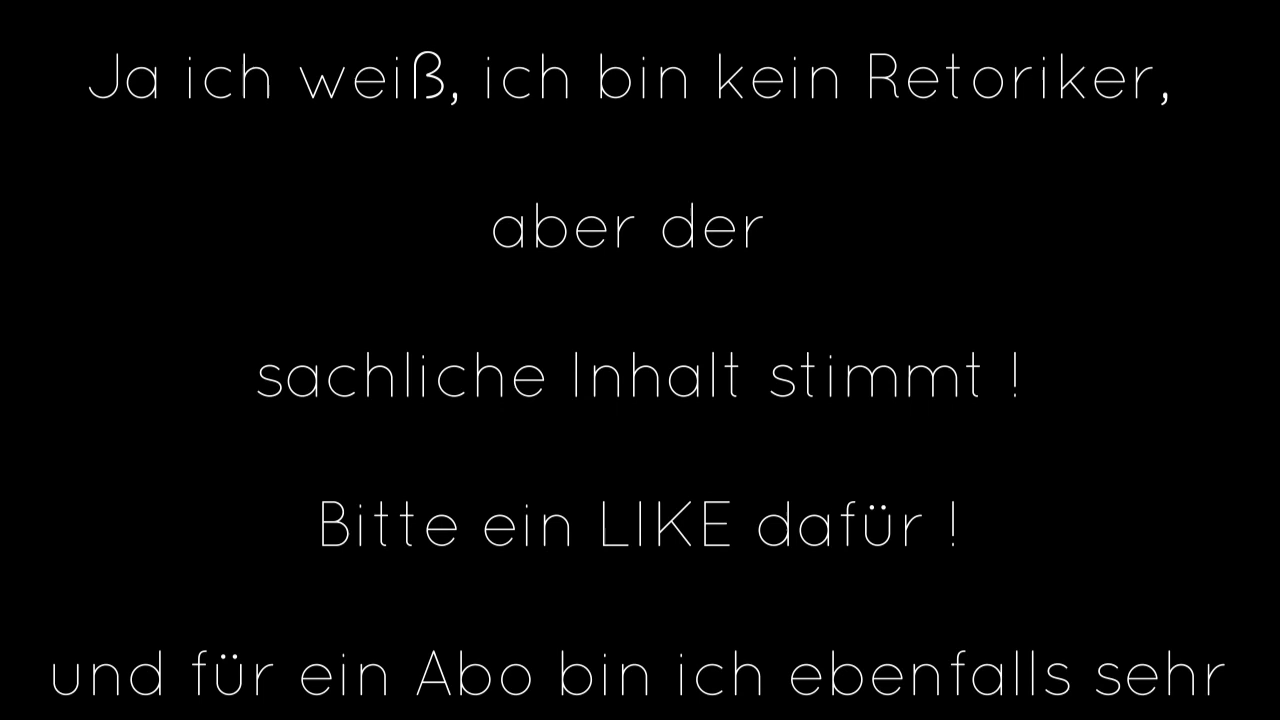 Ja ich weiß, ich bin kein Retoriker,
aber der
sachliche Inhalt stimmt !
Bitte ein LIKE dafür !
und für ein Abo bin ich ebenfalls sehr